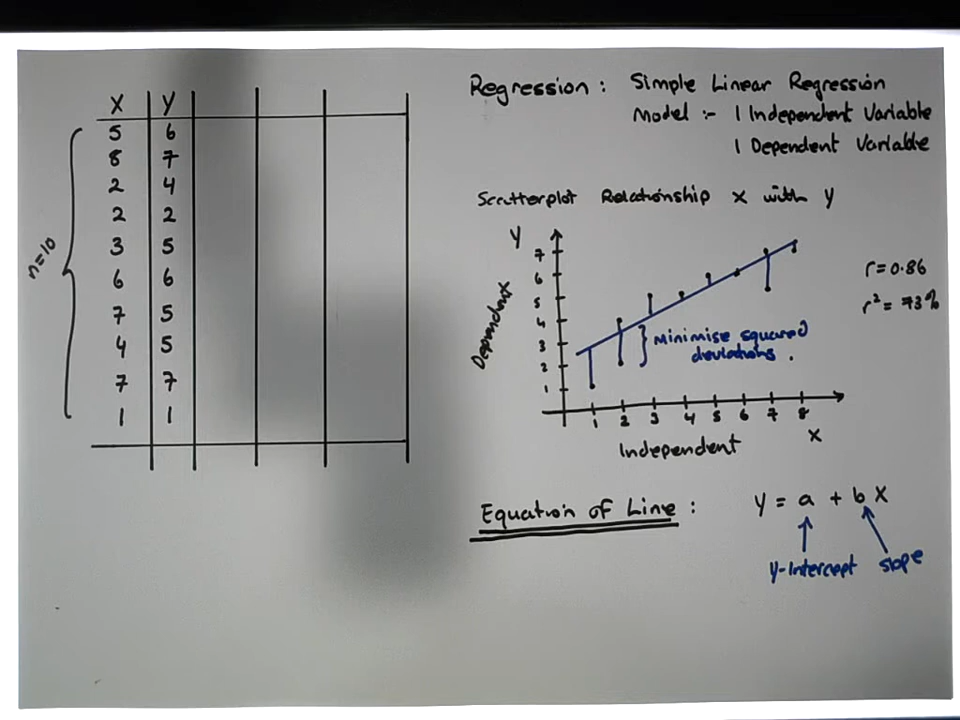 X Y
5 6
8 7
2 4
2 2
3 5
6 6
7 5
4 5
7 7
1 1
n=10
Regression : Simple Linear Regression
Model :- 1 Independent Variable
1 Dependent Variable
Scatterplot Relationship x with y
Y
7
6
5
4
3
2
1
Dependent
Minimise squared
deviations.
1 2 3 4 5 6 7 8
X
Independent
r=0.86
r² = 73%
Equation of Line : Y = a + b X
y-Intercept slope